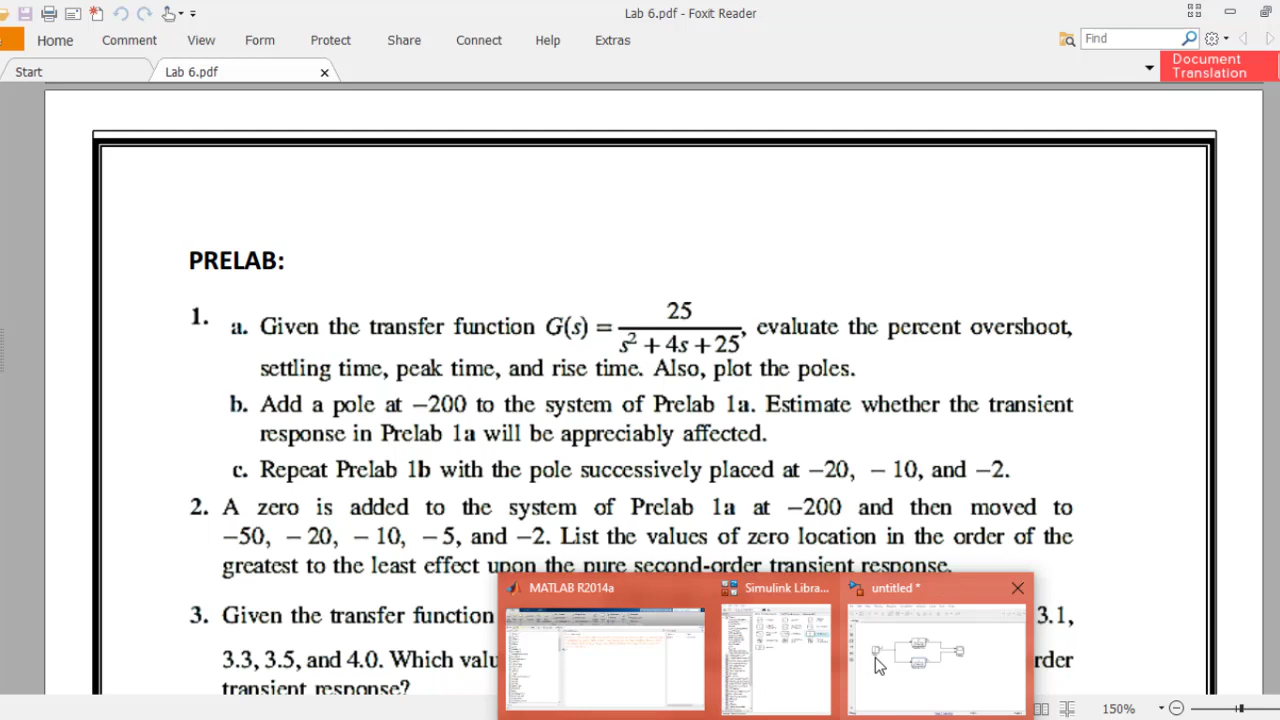 Lab 6.pdf - Foxit Reader
Home Comment View Form Protect Share Connect Help Extras
Find
Start Lab 6.pdf
Document
Translation
PRELAB:
1. a. Given the transfer function G(s) = 25 / s² + 4s + 25, evaluate the percent overshoot,
settling time, peak time, and rise time. Also, plot the poles.
b. Add a pole at −200 to the system of Prelab 1a. Estimate whether the transient
response in Prelab 1a will be appreciably affected.
c. Repeat Prelab 1b with the pole successively placed at −20, − 10, and −2.
2. A zero is added to the system of Prelab 1a at −200 and then moved to
−50, − 20, − 10, − 5, and −2. List the values of zero location in the order of the
greatest to the least effect upon the pure second-order transient response.
MATLAB R2014a Simulink Libra... untitled *
3. Given the transfer function 3.1,
3.3, 3.5, and 4.0. Which
transient response?
150%